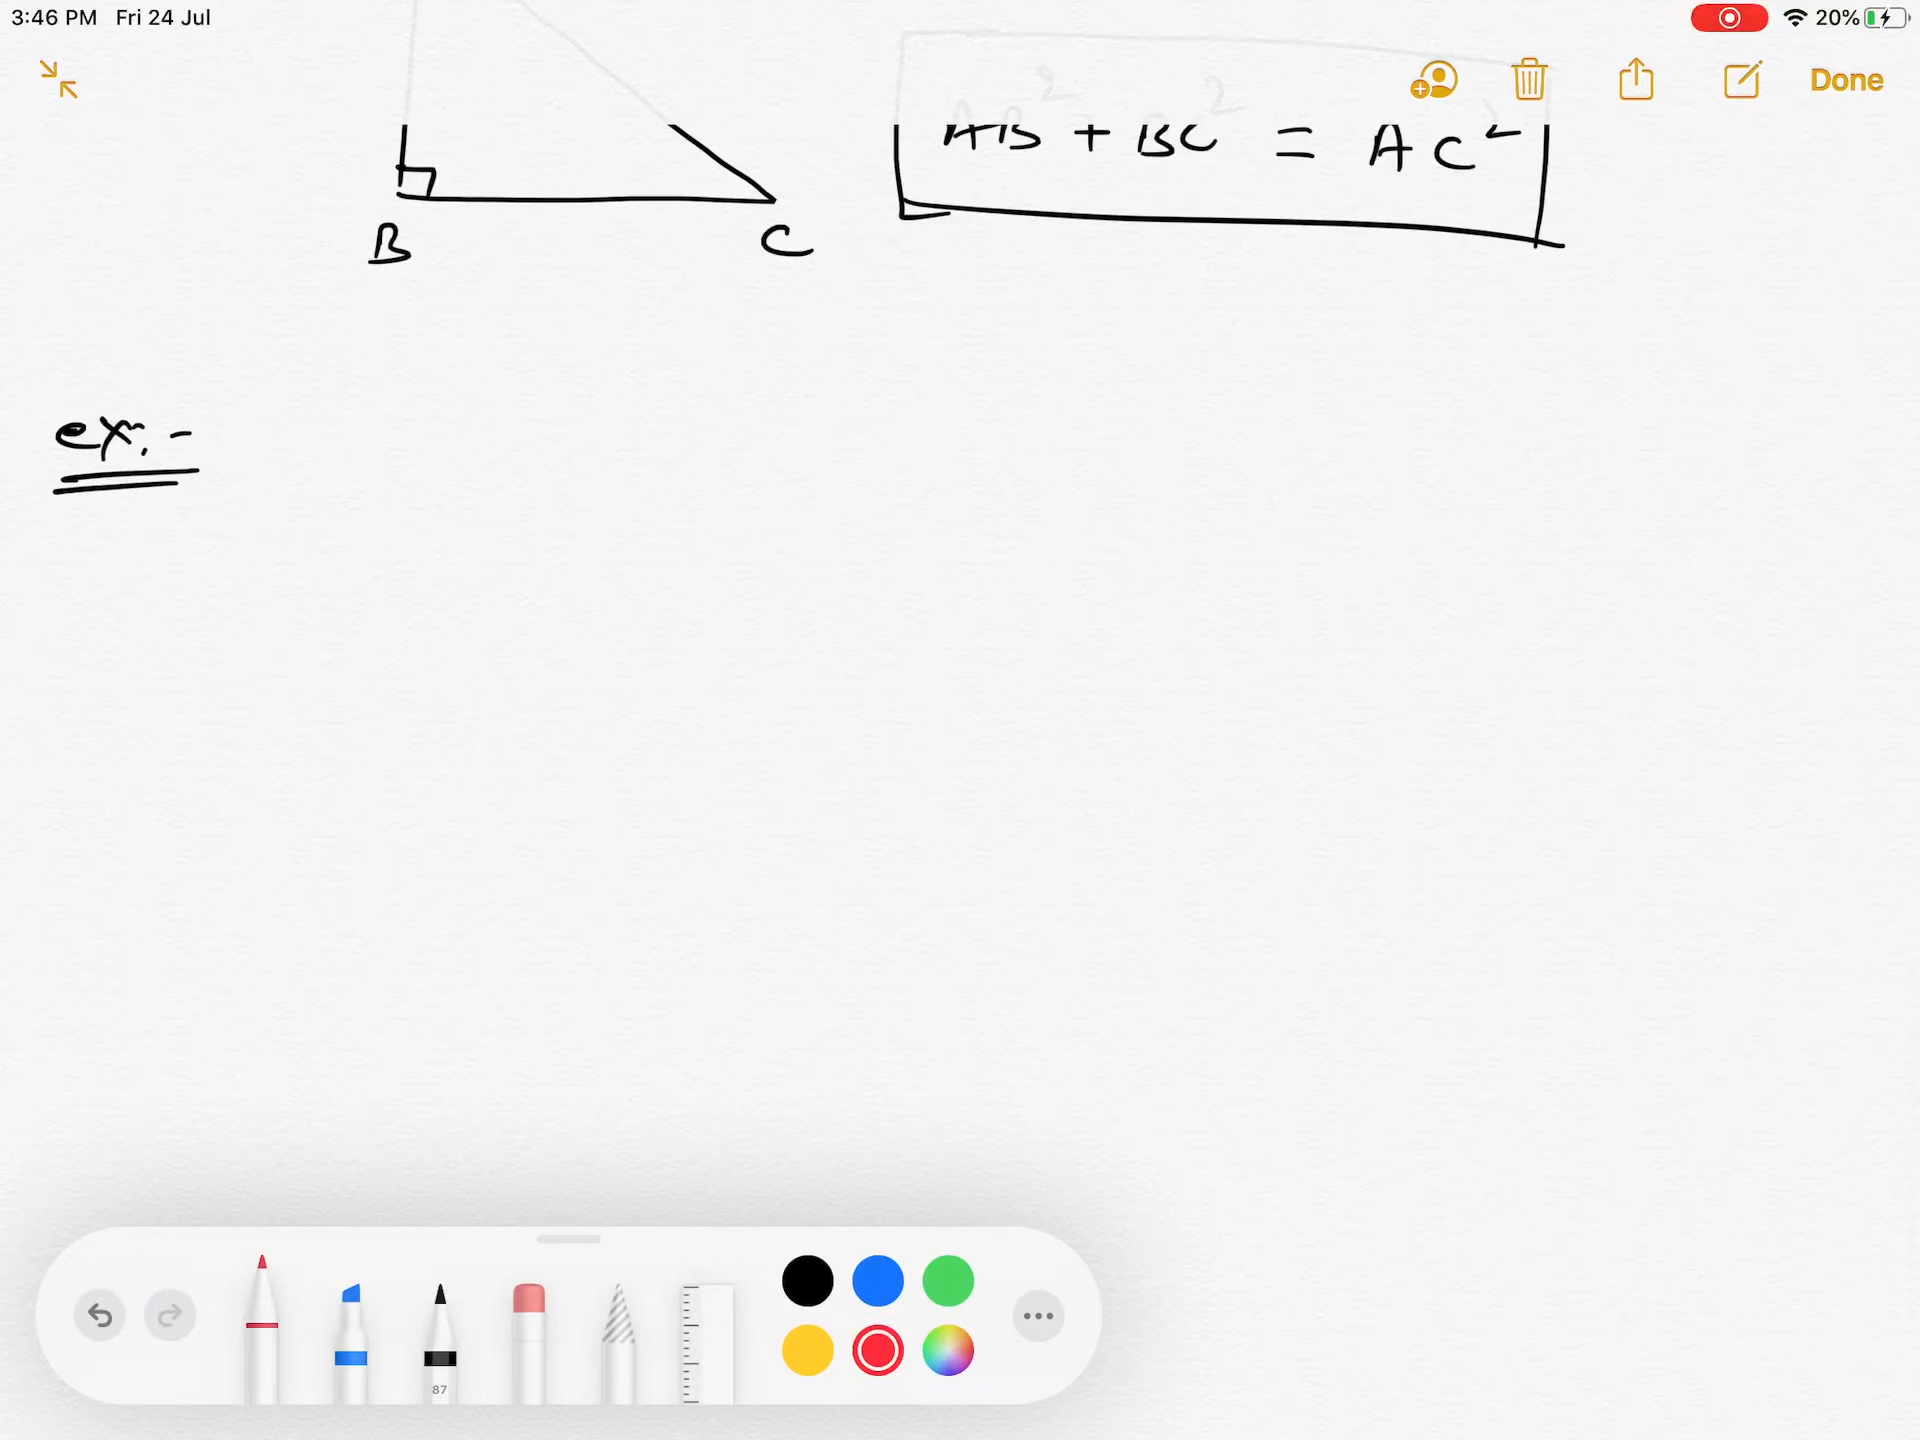 3:46 PM Fri 24 Jul
20%
Done
AB² + BC² = AC²
B
C
ex:-
87